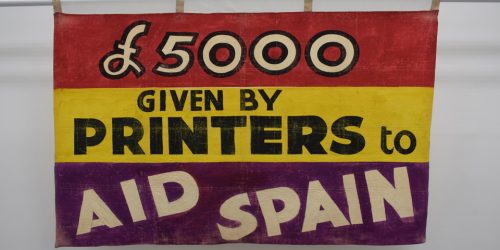 £5000
GIVEN BY
PRINTERS to
AID SPAIN